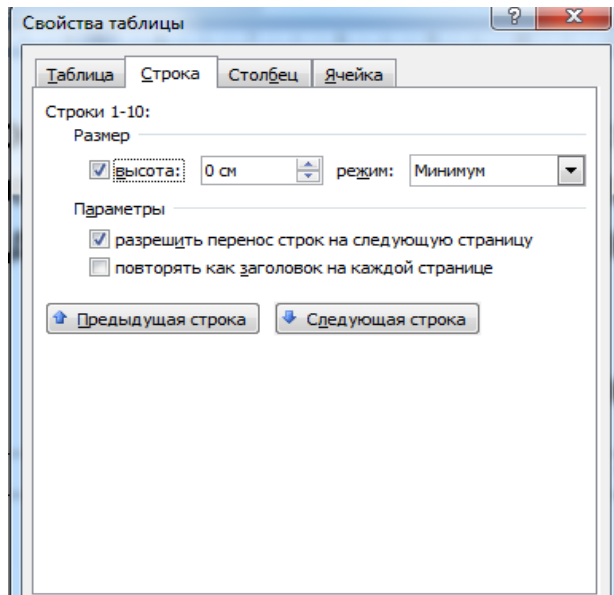 Свойства таблицы
?
Таблица Строка Столбец Ячейка
Строки 1-10:
Размер
высота: 0 см режим: Минимум
Параметры
разрешить перенос строк на следующую страницу
повторять как заголовок на каждой странице
Предыдущая строка Следующая строка